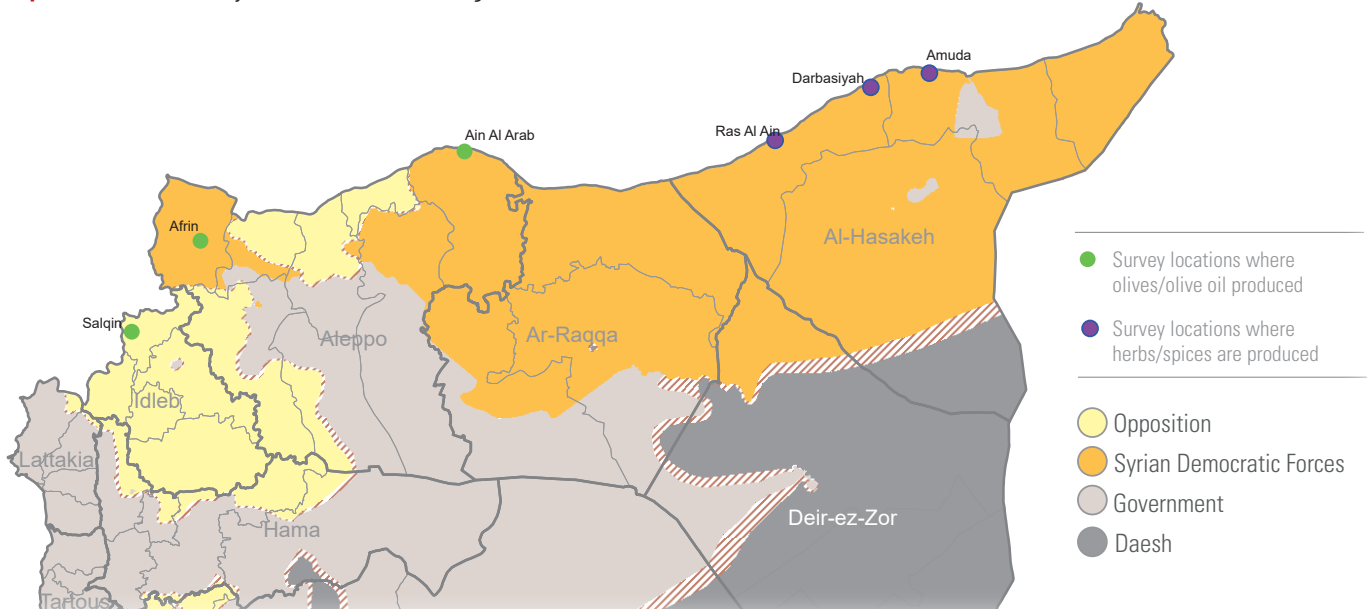 Amuda
Darbasiyah
Ras Al Ain
Ain Al Arab
Afrin
Al-Hasakeh
Salqin
Aleppo
Ar-Raqqa
Idleb
Lattakia
Deir-ez-Zor
Hama
Tartous
Survey locations where
olives/olive oil produced
Survey locations where
herbs/spices are produced
Opposition
Syrian Democratic Forces
Government
Daesh